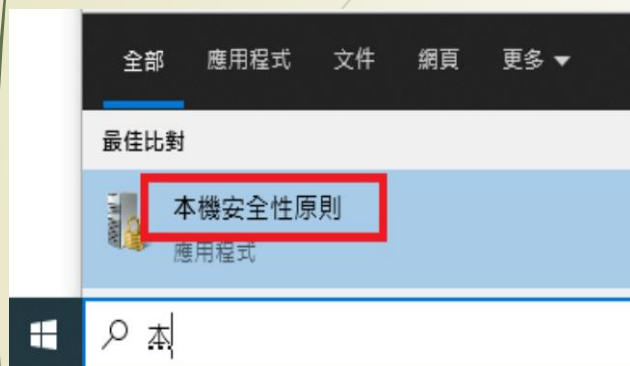 全部 應用程式 文件 網頁 更多
最佳比對
本機安全性原則
應用程式
本